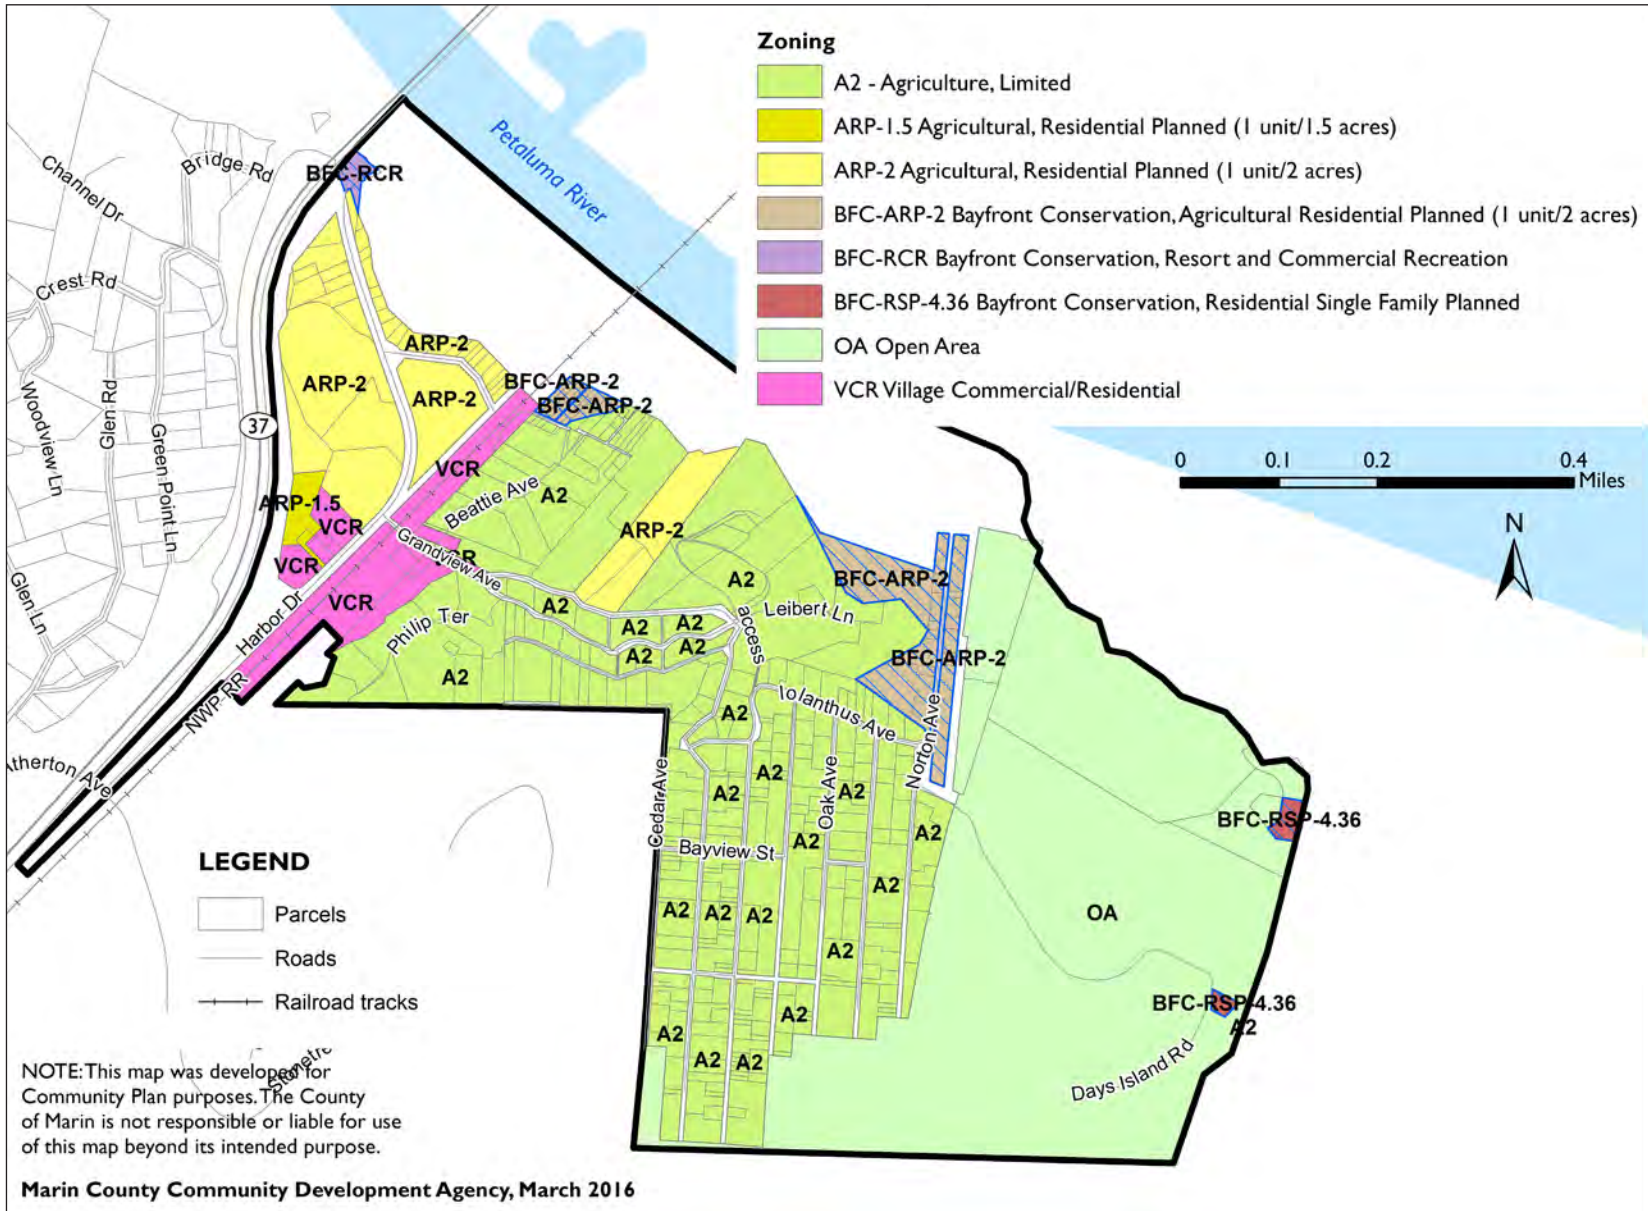 Zoning
A2 - Agriculture, Limited
ARP-1.5 Agricultural, Residential Planned (1 unit/1.5 acres)
ARP-2 Agricultural, Residential Planned (1 unit/2 acres)
BFC-ARP-2 Bayfront Conservation, Agricultural Residential Planned (1 unit/2 acres)
BFC-RCR Bayfront Conservation, Resort and Commercial Recreation
BFC-RSP-4.36 Bayfront Conservation, Residential Single Family Planned
OA Open Area
VCR Village Commercial/Residential
0 0.1 0.2 0.4
Miles
N
Petaluma River
Bridge Rd
Channel Dr
BFC-RCR
Crest Rd
Woodview Ln
Glen Rd
Green Point Ln
Glen Ln
37
ARP-2
ARP-2
ARP-2
BFC-ARP-2
BFC-ARP-2
VCR
Beattie Ave
A2
ARP-1.5
VCR
VCR
VCR
Grandview Ave
ARP-2
A2
BFC-ARP-2
Leibert Ln
access
A2
A2
A2
A2
A2
Philip Ter
Harbor Dr
A2
NWP RR
BFC-ARP-2
Iolanthus Ave
Norton Ave
A2
Atherton Ave
Cedar Ave
Oak Ave
A2
A2
A2
A2
A2
Bayview St
A2
A2
A2
A2
A2
A2
A2
A2
A2
A2
OA
BFC-RSP-4.36
BFC-RSP-4.36
A2
Days Island Rd
LEGEND
Parcels
Roads
Railroad tracks
NOTE: This map was developed for
Community Plan purposes. The County
of Marin is not responsible or liable for use
of this map beyond its intended purpose.
Marin County Community Development Agency, March 2016